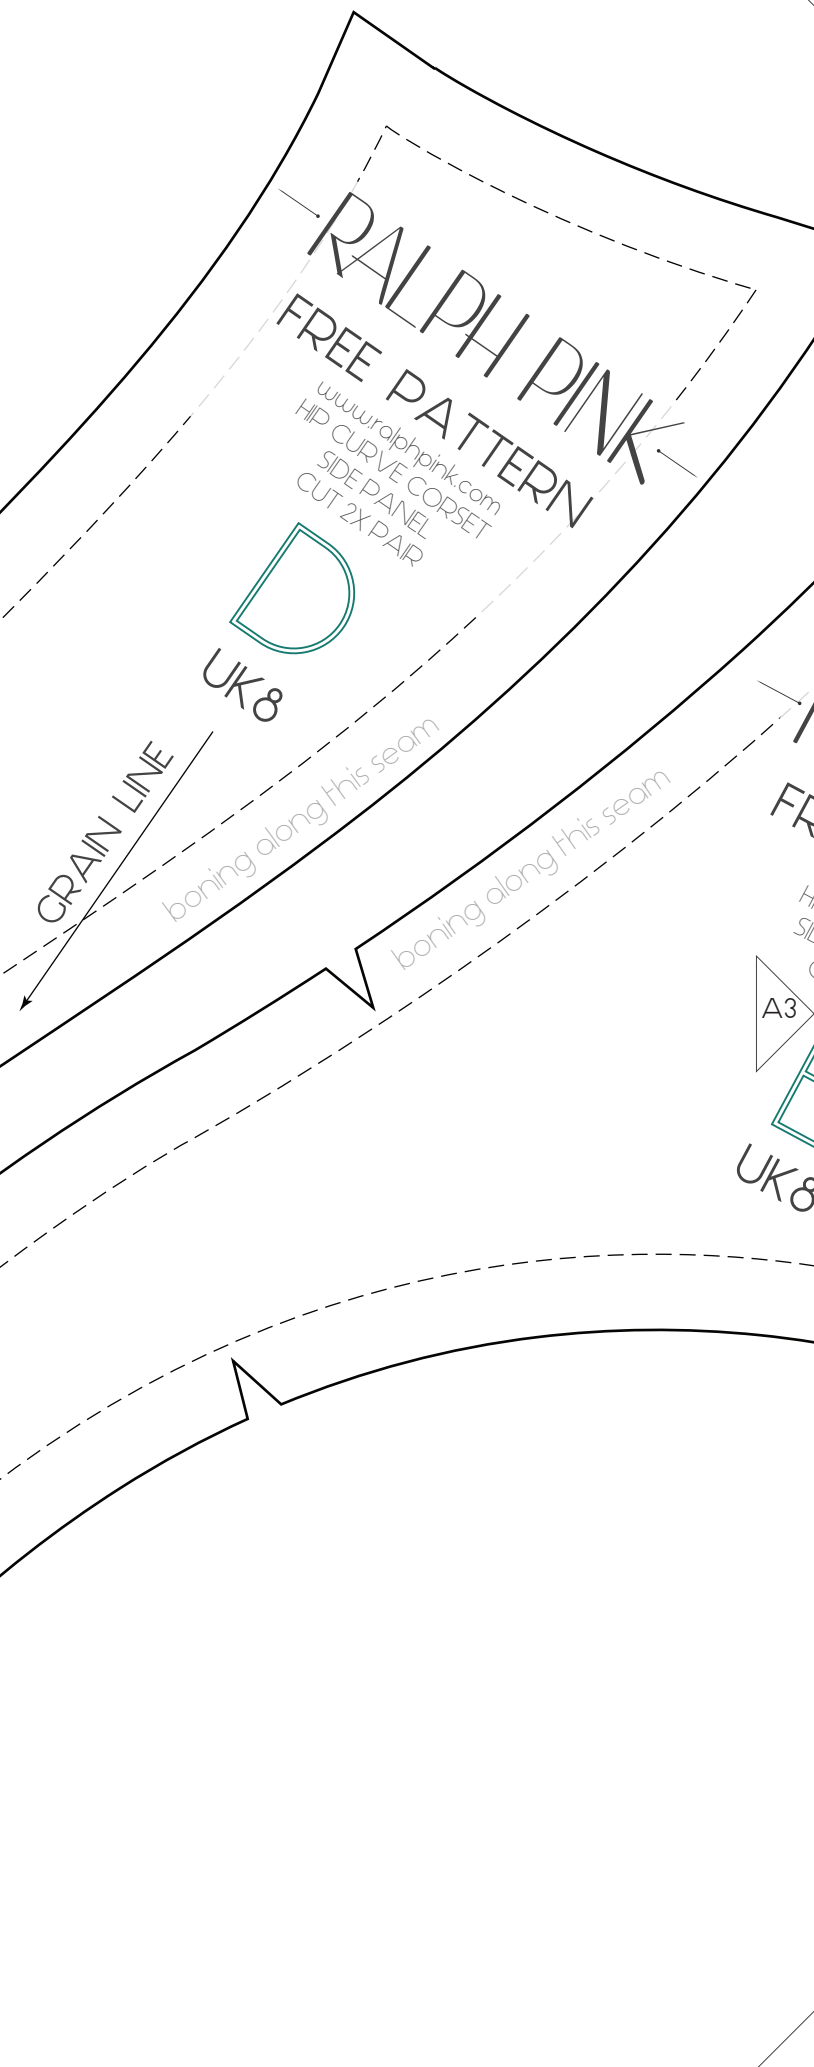 RALPH PINK
FREE PATTERN
www.ralphpink.com
HIP CURVE CORSET
SIDE PANEL
CUT 2X PAIR
D
UK8
GRAIN LINE
boning along this seam
boning along this seam
FR
A3
UK8